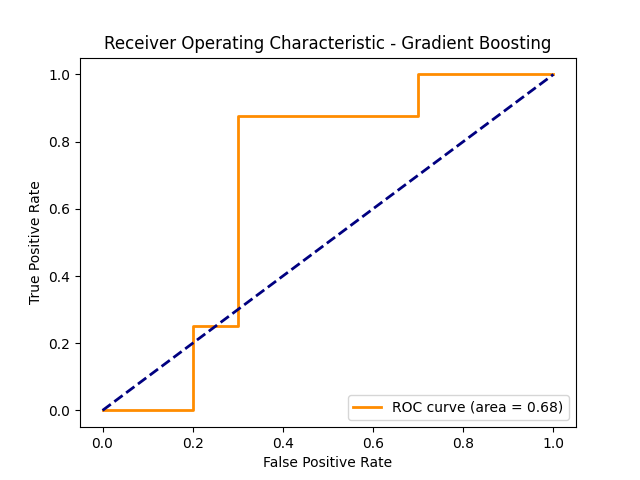 Receiver Operating Characteristic - Gradient Boosting
1.0
0.8
0.6
0.4
0.2
0.0
True Positive Rate
ROC curve (area = 0.68)
0.0 0.2 0.4 0.6 0.8 1.0
False Positive Rate